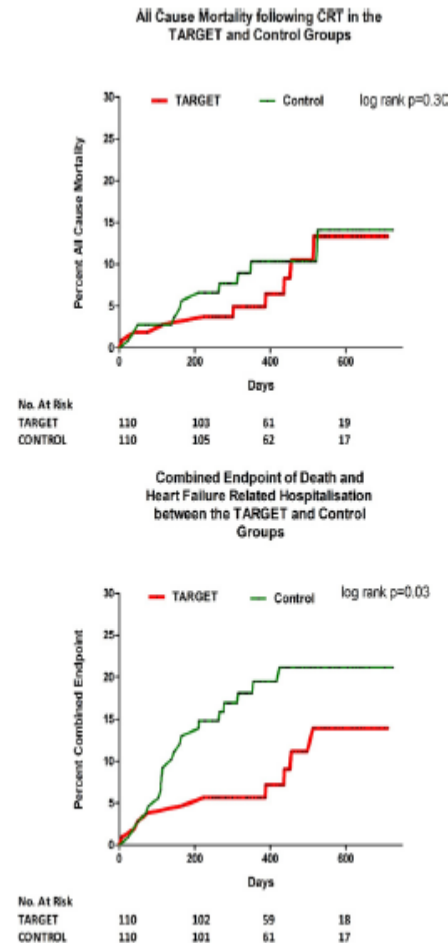 All Cause Mortality following CRT in the
TARGET and Control Groups
TARGET Control log rank p=0.30
Percent All Cause Mortality
30
25
20
15
10
5
0
0 200 400 600
Days
No. At Risk
TARGET 110 103 61 19
CONTROL 110 105 62 17
Combined Endpoint of Death and
Heart Failure Related Hospitalisation
between the TARGET and Control
Groups
TARGET Control log rank p=0.03
Percent Combined Endpoint
30
25
20
15
10
5
0
0 200 400 600
Days
No. At Risk
TARGET 110 102 59 18
CONTROL 110 101 61 17